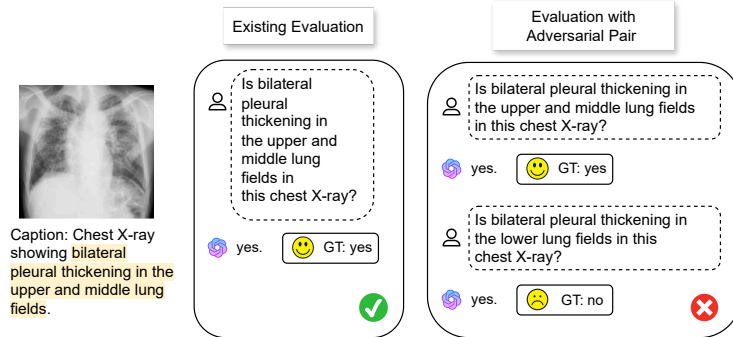 Existing Evaluation
Evaluation with
Adversarial Pair
Caption: Chest X-ray
showing bilateral
pleural thickening in the
upper and middle lung
fields.
Is bilateral
pleural
thickening in
the upper and
middle lung
fields in
this chest X-ray?
yes.
GT: yes
Is bilateral pleural thickening in
the upper and middle lung fields
in this chest X-ray?
yes.
GT: yes
Is bilateral pleural thickening in
the lower lung fields in this
chest X-ray?
yes.
GT: no